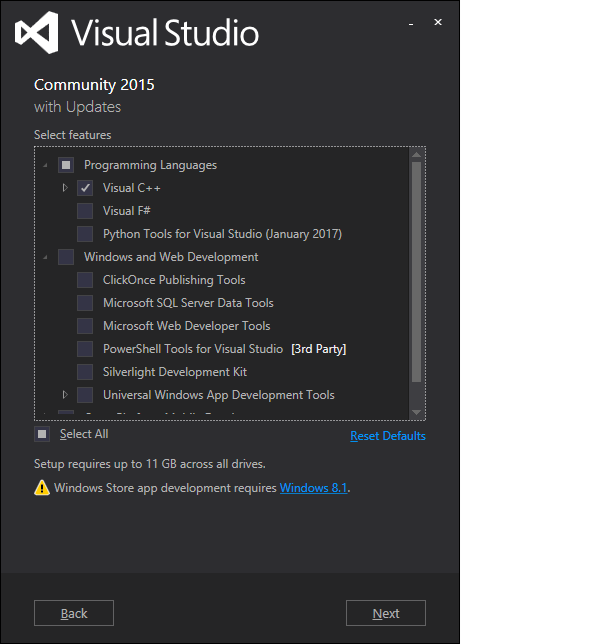 Visual Studio
Community 2015
with Updates
Select features
Programming Languages
Visual C++
Visual F#
Python Tools for Visual Studio (January 2017)
Windows and Web Development
ClickOnce Publishing Tools
Microsoft SQL Server Data Tools
Microsoft Web Developer Tools
PowerShell Tools for Visual Studio [3rd Party]
Silverlight Development Kit
Universal Windows App Development Tools
Select All
Reset Defaults
Setup requires up to 11 GB across all drives.
Windows Store app development requires Windows 8.1.
Back
Next